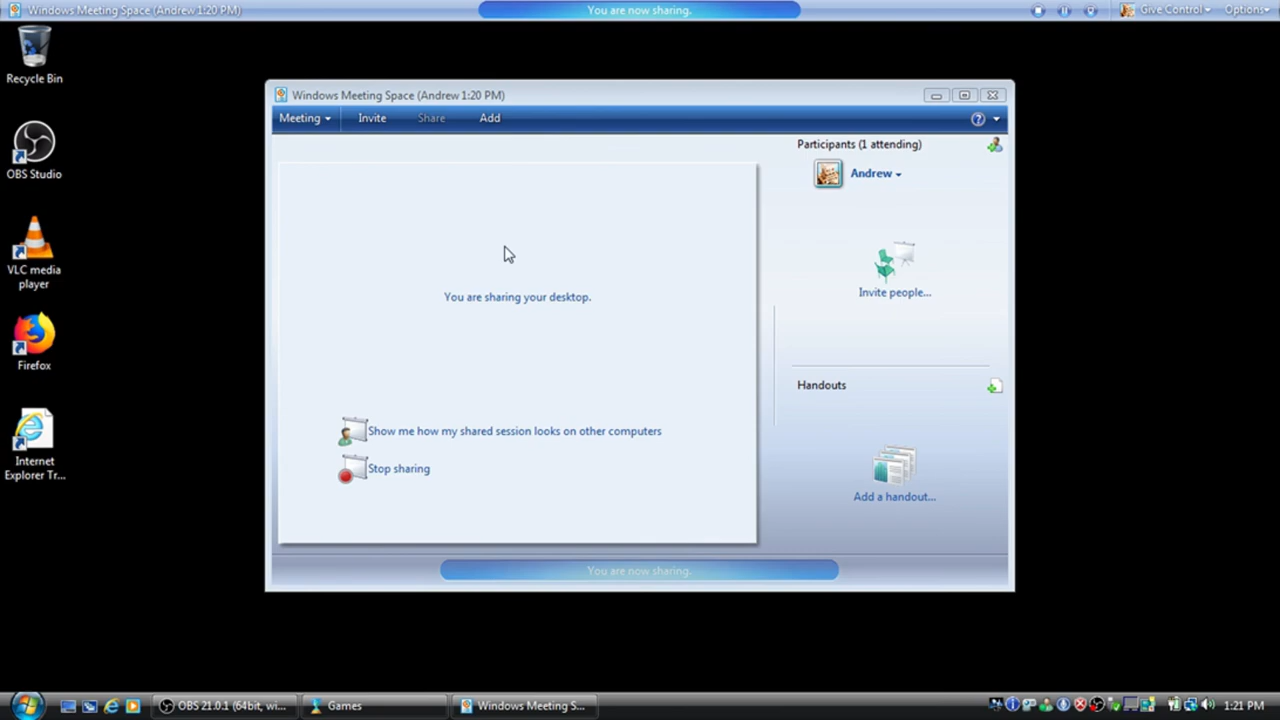 Windows Meeting Space (Andrew 1:20 PM)
You are now sharing.
Give Control
Options
Recycle Bin
OBS Studio
VLC media
player
Firefox
Internet
Explorer Tr...
Windows Meeting Space (Andrew 1:20 PM)
Meeting
Invite
Share
Add
Participants (1 attending)
Andrew
You are sharing your desktop.
Invite people...
Handouts
Show me how my shared session looks on other computers
Stop sharing
Add a handout...
You are now sharing.
OBS 21.0.1 (64bit, wi...
Games
Windows Meeting S...
1:21 PM